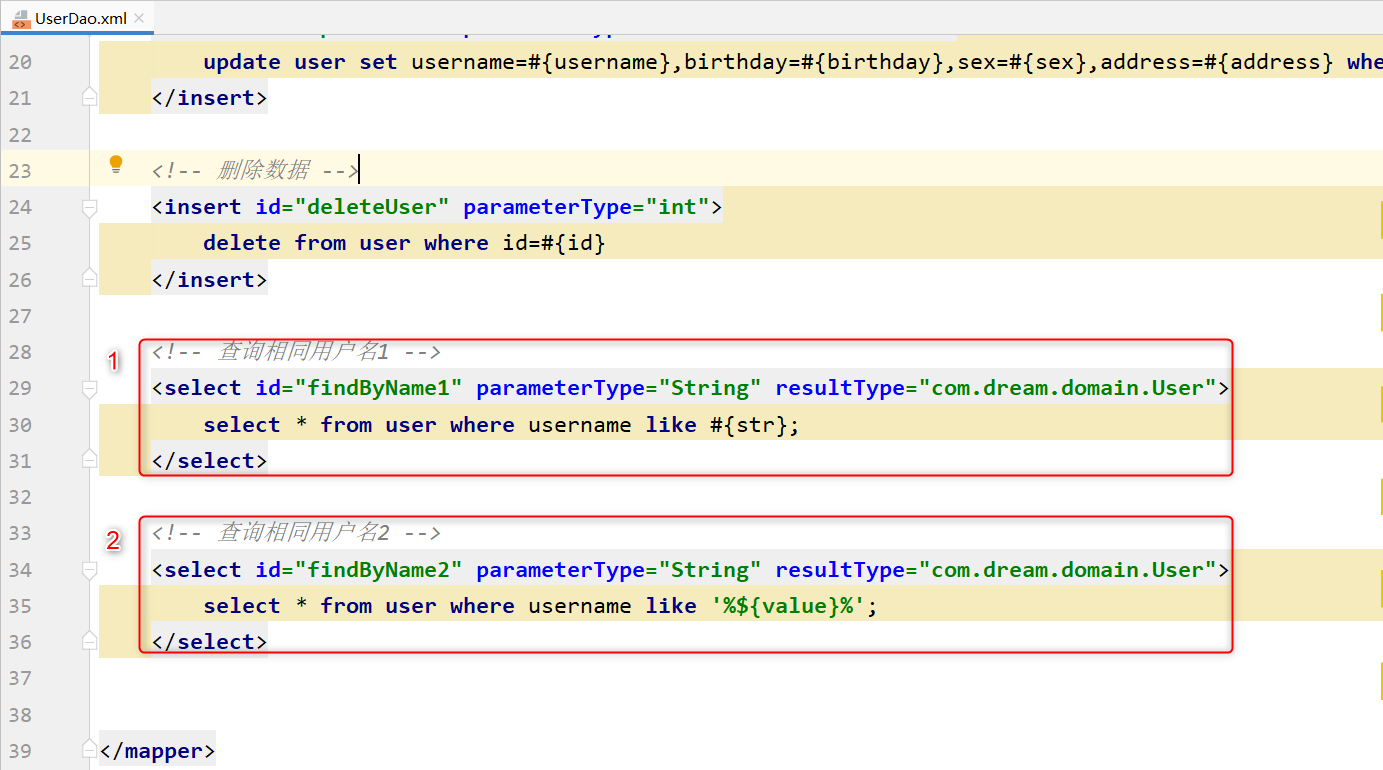 UserDao.xml
20 update user set username=#{username},birthday=#{birthday},sex=#{sex},address=#{address} whe
21 </insert>
22
23 <!-- 删除数据 -->
24 <insert id="deleteUser" parameterType="int">
25 delete from user where id=#{id}
26 </insert>
27
1
28 <!-- 查询相同用户名1 -->
29 <select id="findByName1" parameterType="String" resultType="com.dream.domain.User">
30 select * from user where username like #{str};
31 </select>
32
2
33 <!-- 查询相同用户名2 -->
34 <select id="findByName2" parameterType="String" resultType="com.dream.domain.User">
35 select * from user where username like '%${value}%';
36 </select>
37
38
39 </mapper>